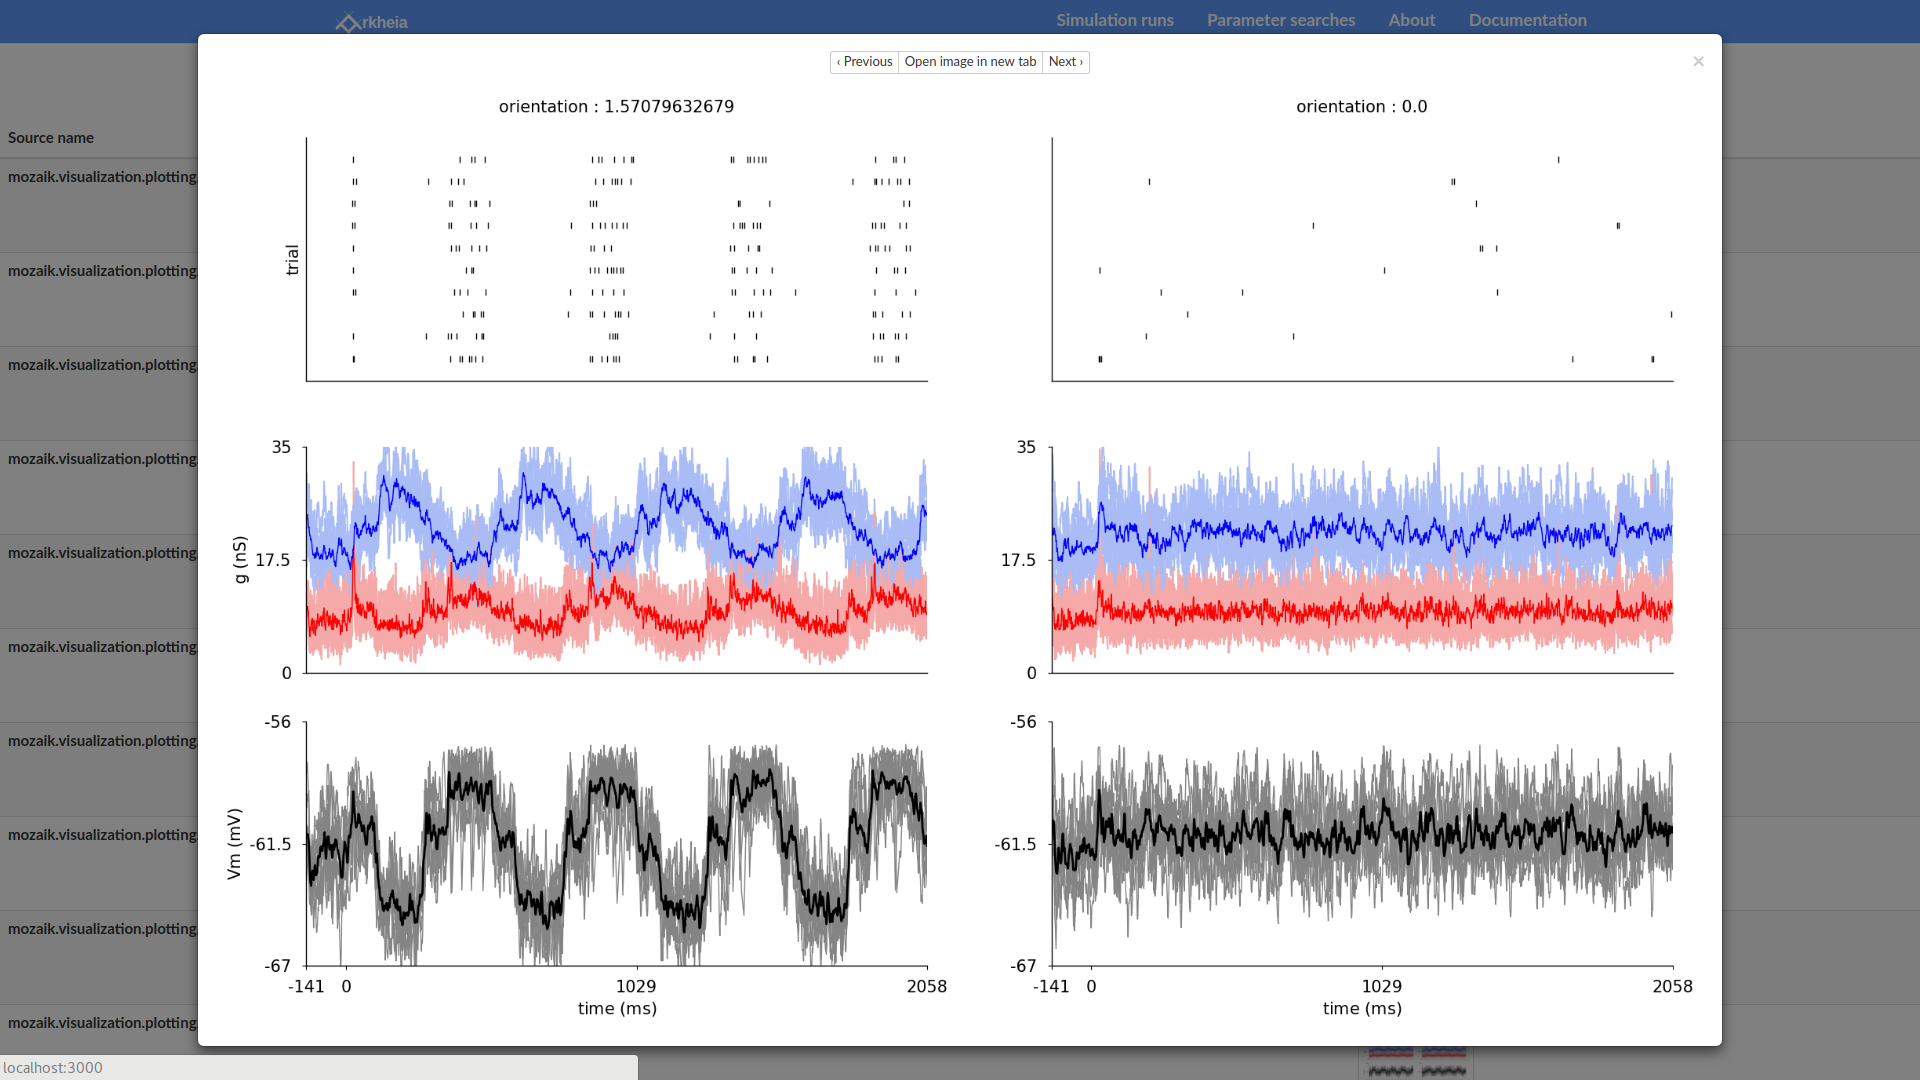 rkheia
Simulation runs
Parameter searches
About
Documentation
‹ Previous
Open image in new tab
Next ›
×
Source name
mozaik.visualization.plotting.
mozaik.visualization.plotting.
mozaik.visualization.plotting.
mozaik.visualization.plotting.
mozaik.visualization.plotting.
mozaik.visualization.plotting.
mozaik.visualization.plotting.
mozaik.visualization.plotting.
mozaik.visualization.plotting.
mozaik.visualization.plotting.
orientation : 1.57079632679
trial
35
17.5
0
g (nS)
-56
-61.5
-67
Vm (mV)
-141 0 1029 2058
time (ms)
orientation : 0.0
35
17.5
0
-56
-61.5
-67
-141 0 1029 2058
time (ms)
localhost:3000